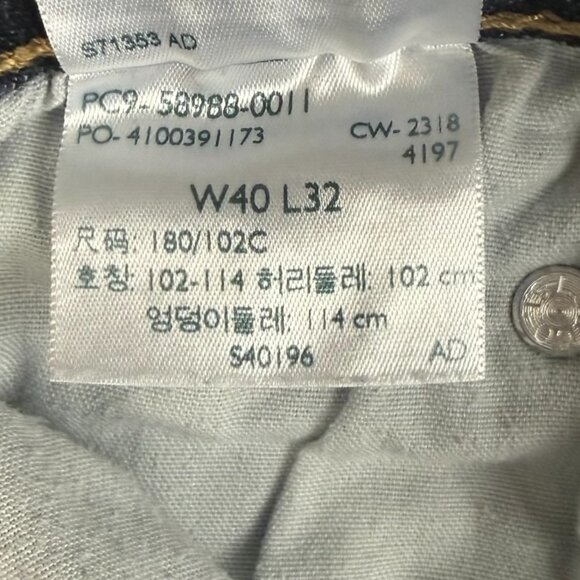 ST1353 AD
PC9- 58988-0011
PO- 4100391173
CW- 2318
4197
W40 L32
尺码: 180/102C
호칭: 102-114 허리둘레: 102 cm
엉덩이둘레: 114 cm
S40196
AD